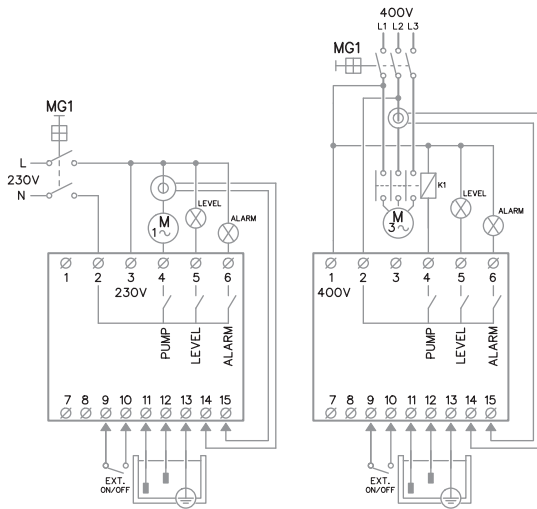 MG1
L
230V
N
LEVEL
M
1~
ALARM
1 2 3 4 5 6
230V
PUMP
LEVEL
ALARM
7 8 9 10 11 12 13 14 15
EXT.
ON/OFF
400V
L1 L2 L3
MG1
K1
LEVEL
M
3~
ALARM
1 2 3 4 5 6
400V
PUMP
LEVEL
ALARM
7 8 9 10 11 12 13 14 15
EXT.
ON/OFF